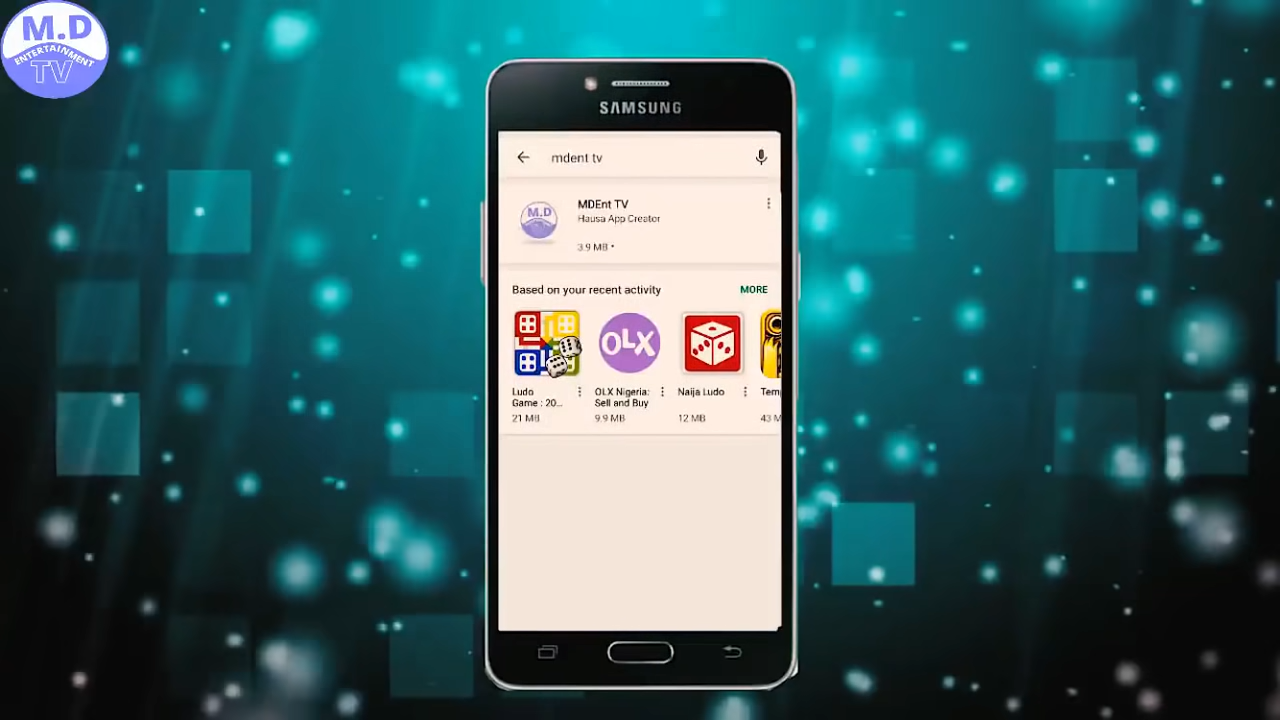 M.D
ENTERTAINMENT
TV
SAMSUNG
mdent tv
M.D
MDEnt TV
Hausa App Creator
3.9 MB •
Based on your recent activity
MORE
OLX
Ludo
Game : 20...
21 MB
OLX Nigeria:
Sell and Buy
9.9 MB
Naija Ludo
12 MB
Tem
43 M